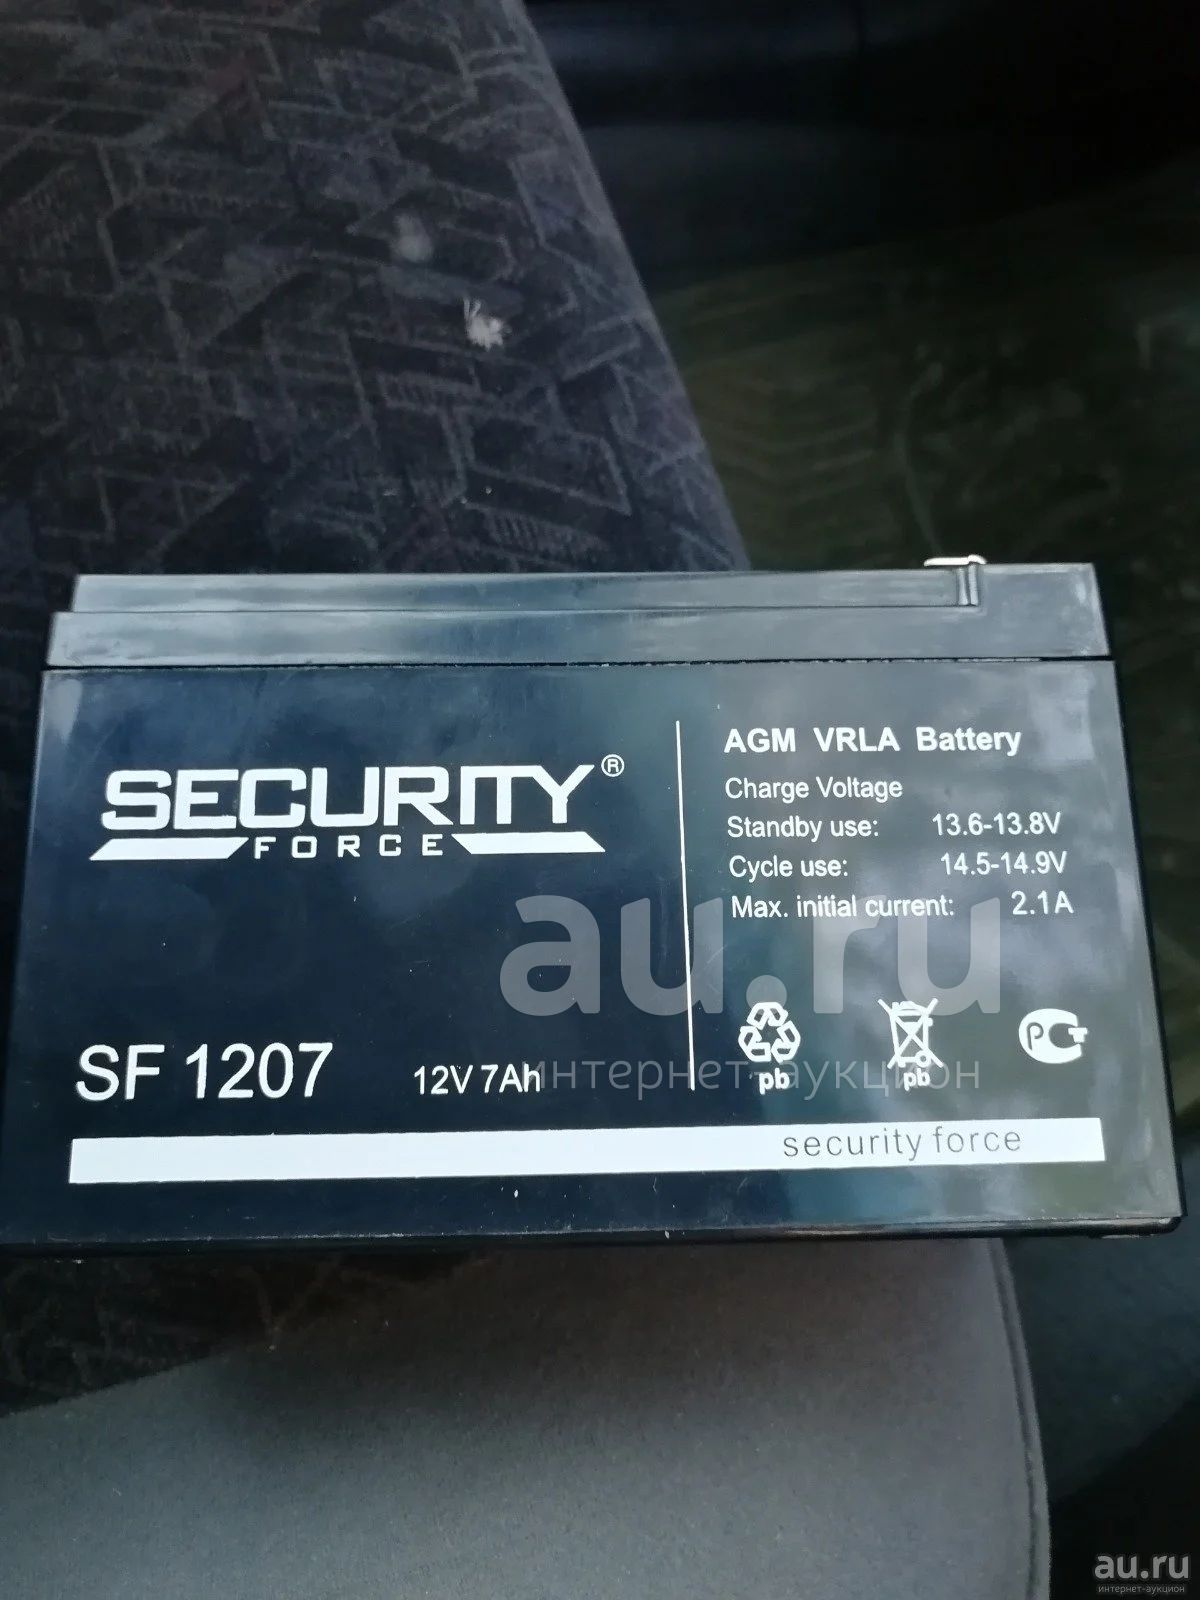 SECURITY®
FORCE
AGM VRLA Battery
Charge Voltage
Standby use: 13.6-13.8V
Cycle use: 14.5-14.9V
Max. initial current: 2.1A
au.ru
интернет-аукцион
SF 1207 12V 7Ah
pb
pb
РСТ
security force
au.ru
интернет-аукцион